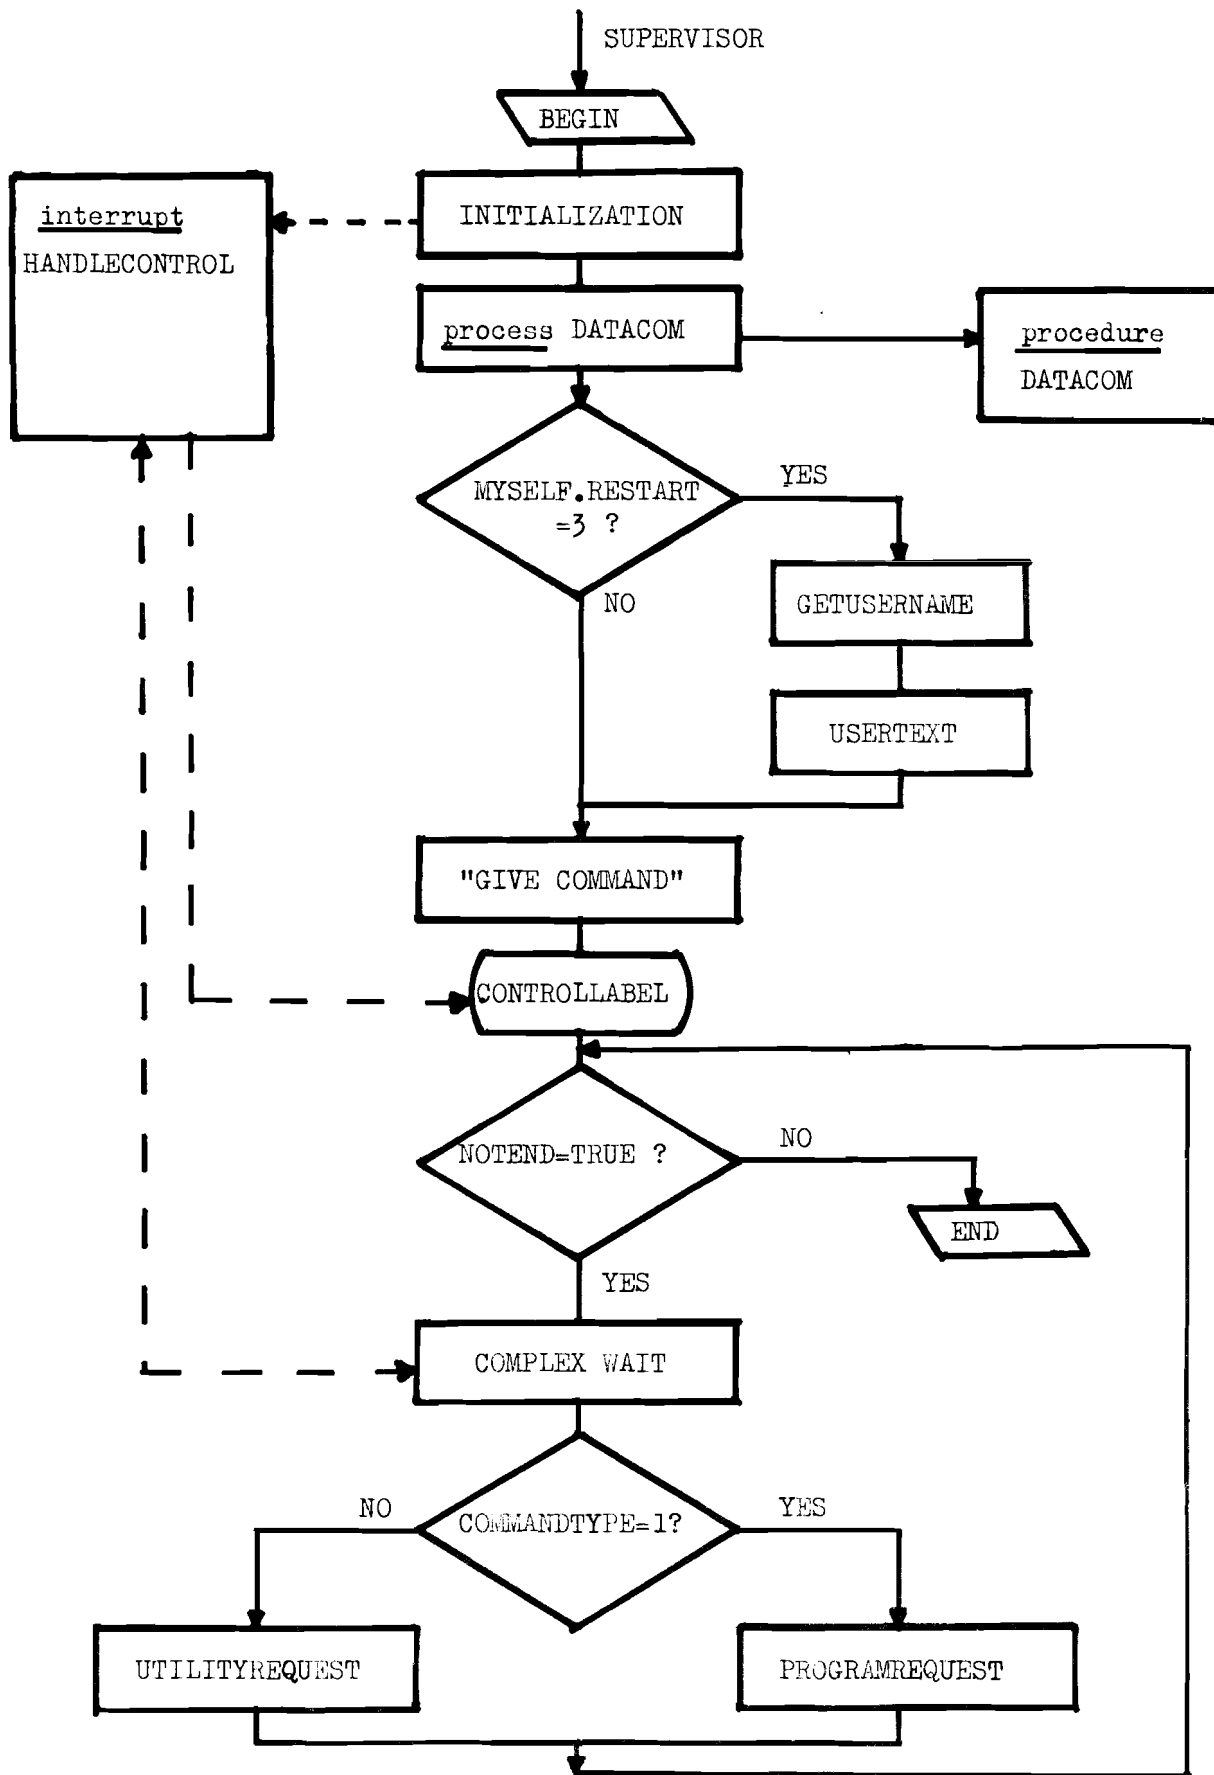 SUPERVISOR
BEGIN
INITIALIZATION
interrupt
HANDLECONTROL
process DATACOM
procedure
DATACOM
MYSELF.RESTART
=3 ?
YES
NO
GETUSERNAME
USERTEXT
"GIVE COMMAND"
CONTROLLABEL
NOTEND=TRUE ?
NO
END
YES
COMPLEX WAIT
NO
COMMANDTYPE=1?
YES
UTILITYREQUEST
PROGRAMREQUEST